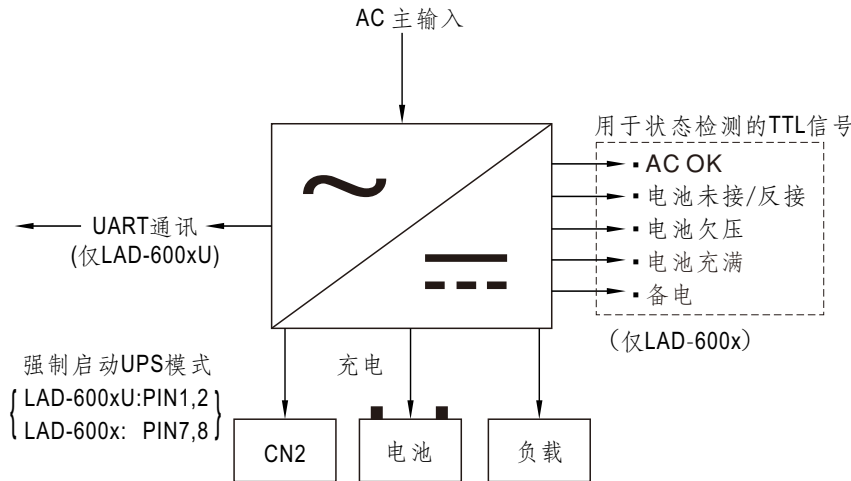 AC 主输入
用于状态检测的TTL信号
▪ AC OK
▪ 电池未接/反接
▪ 电池欠压
▪ 电池充满
▪ 备电
(仅LAD-600x)
UART通讯
(仅LAD-600xU)
强制启动UPS模式
LAD-600xU:PIN1,2
LAD-600x: PIN7,8
充电
CN2
电池
负载